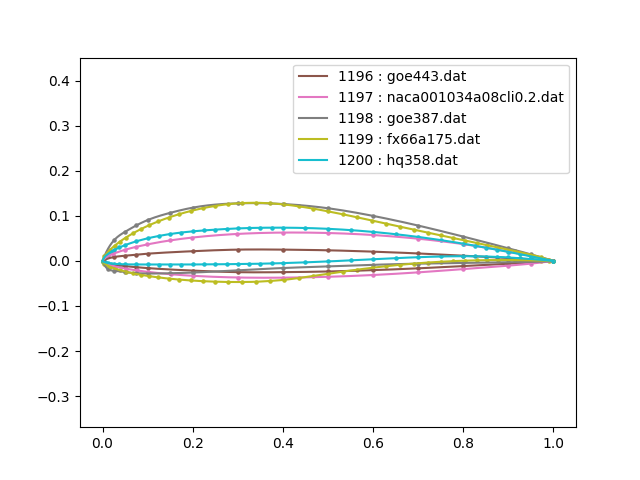 1196 : goe443.dat
1197 : naca001034a08cli0.2.dat
1198 : goe387.dat
1199 : fx66a175.dat
1200 : hq358.dat
0.4
0.3
0.2
0.1
0.0
−0.1
−0.2
−0.3
0.0 0.2 0.4 0.6 0.8 1.0